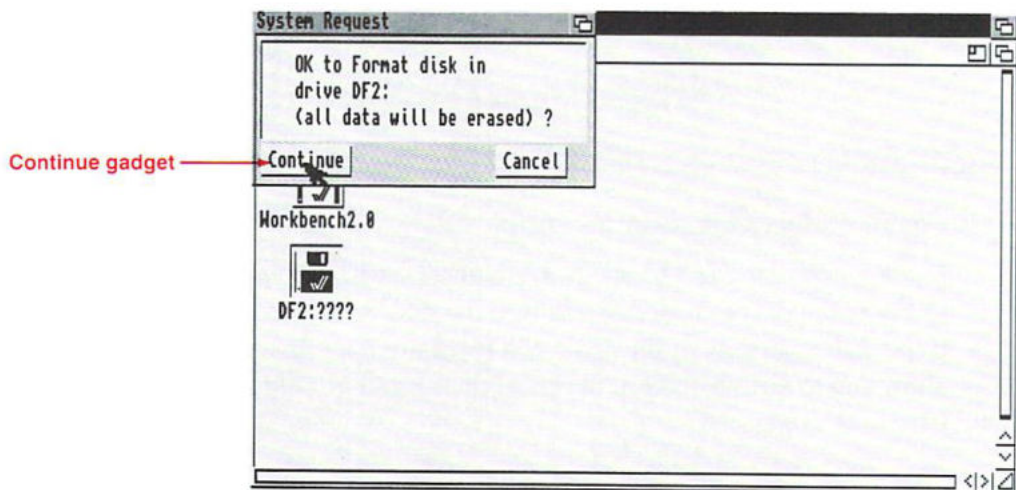 System Request
OK to Format disk in
drive DF2:
(all data will be erased) ?
Continue gadget
Continue
Cancel
Workbench2.0
DF2:????